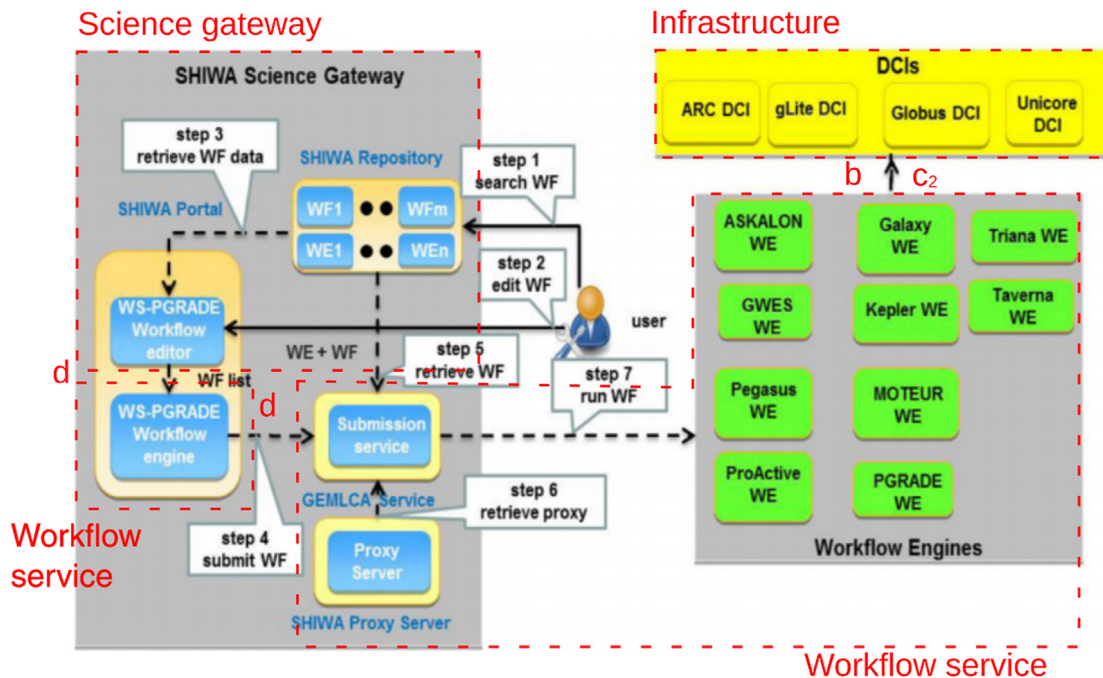 Science gateway
Infrastructure
SHIWA Science Gateway
DCIs
ARC DCI
gLite DCI
Globus DCI
Unicore
DCI
step 3
retrieve WF data
SHIWA Repository
step 1
search WF
b
c₂
SHIWA Portal
WF1
WFm
WE1
WEn
step 2
edit WF
ASKALON
WE
Galaxy
WE
Triana WE
WS-PGRADE
Workflow
editor
user
GWES
WE
Kepler WE
Taverna
WE
WE + WF
step 5
retrieve WF
step 7
run WF
d
WF list
d
WS-PGRADE
Workflow
engine
Submission
service
Pegasus
WE
MOTEUR
WE
GEMLCA Service
step 6
retrieve proxy
ProActive
WE
PGRADE
WE
Workflow
service
step 4
submit WF
Proxy
Server
Workflow Engines
SHIWA Proxy Server
Workflow service